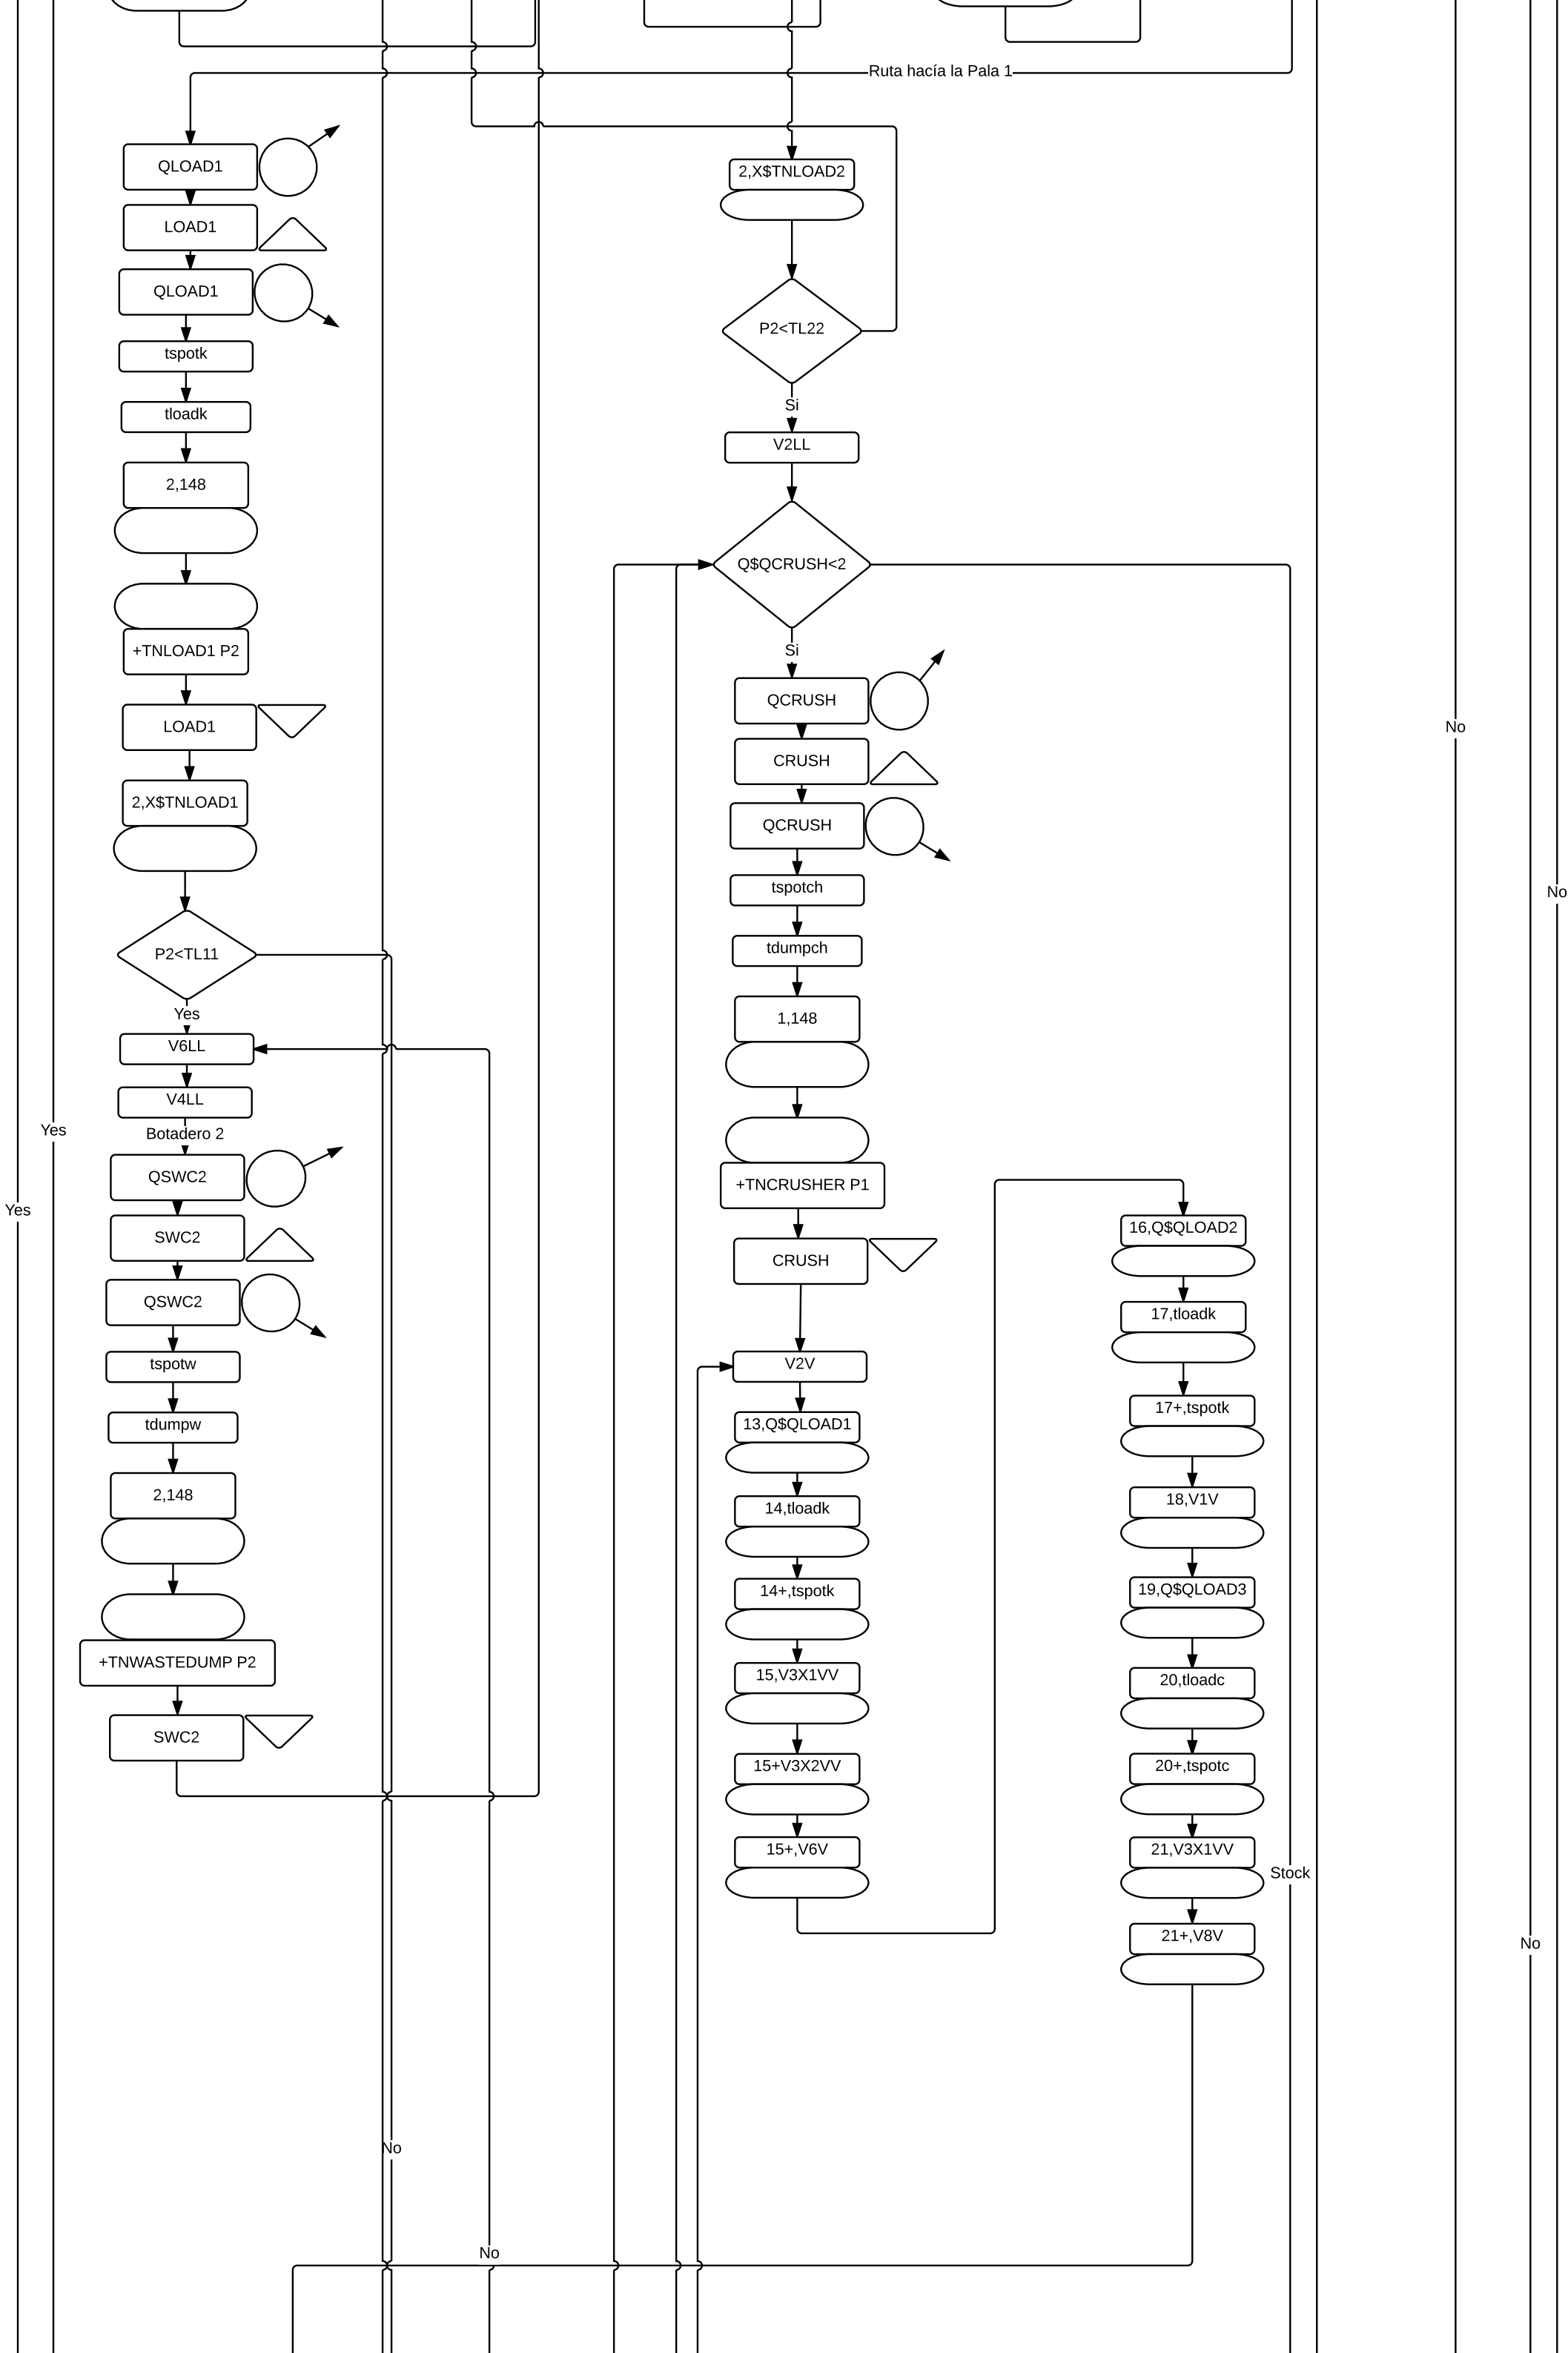 Ruta hacía la Pala 1
QLOAD1
LOAD1
QLOAD1
tspotk
tloadk
2,148
+TNLOAD1 P2
LOAD1
2,X$TNLOAD1
P2<TL11
Yes
V6LL
V4LL
Botadero 2
QSWC2
SWC2
QSWC2
tspotw
tdumpw
2,148
+TNWASTEDUMP P2
SWC2
Yes
Yes
No
No
2,X$TNLOAD2
P2<TL22
Si
V2LL
Q$QCRUSH<2
Si
QCRUSH
CRUSH
QCRUSH
tspotch
tdumpch
1,148
+TNCRUSHER P1
CRUSH
V2V
13,Q$QLOAD1
14,tloadk
14+,tspotk
15,V3X1VV
15+V3X2VV
15+,V6V
16,Q$QLOAD2
17,tloadk
17+,tspotk
18,V1V
19,Q$QLOAD3
20,tloadc
20+,tspotc
21,V3X1VV
21+,V8V
Stock
No
No
No